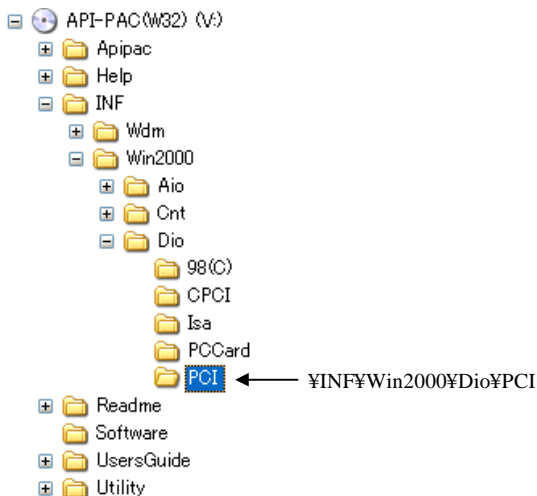 API-PAC(W32) (V:)
Apipac
Help
INF
Wdm
Win2000
Aio
Cnt
Dio
98(C)
CPCI
Isa
PCCard
PCI
¥INF¥Win2000¥Dio¥PCI
Readme
Software
UsersGuide
Utility